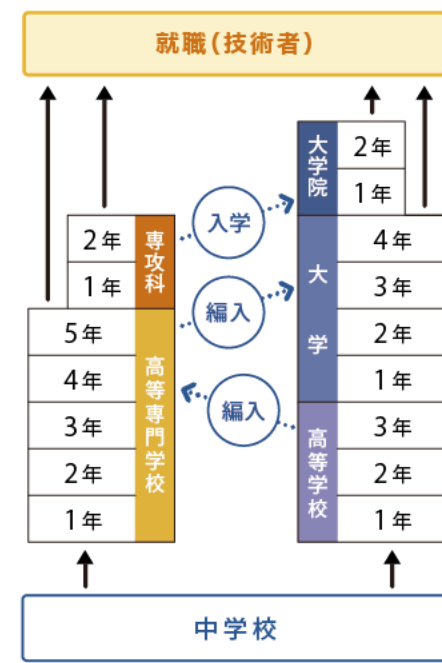 就職(技術者)
2年
1年
専攻科
5年
4年
3年
2年
1年
高等専門学校
入学
編入
編入
大学院
2年
1年
大学
4年
3年
2年
1年
高等学校
3年
2年
1年
中学校